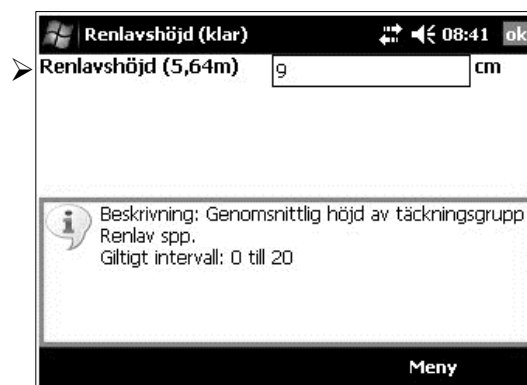 Renlavshöjd (klar) 08:41 ok
Renlavshöjd (5,64m) 9 cm
Beskrivning: Genomsnittlig höjd av täckningsgrupp
Renlav spp.
Giltigt intervall: 0 till 20
Meny